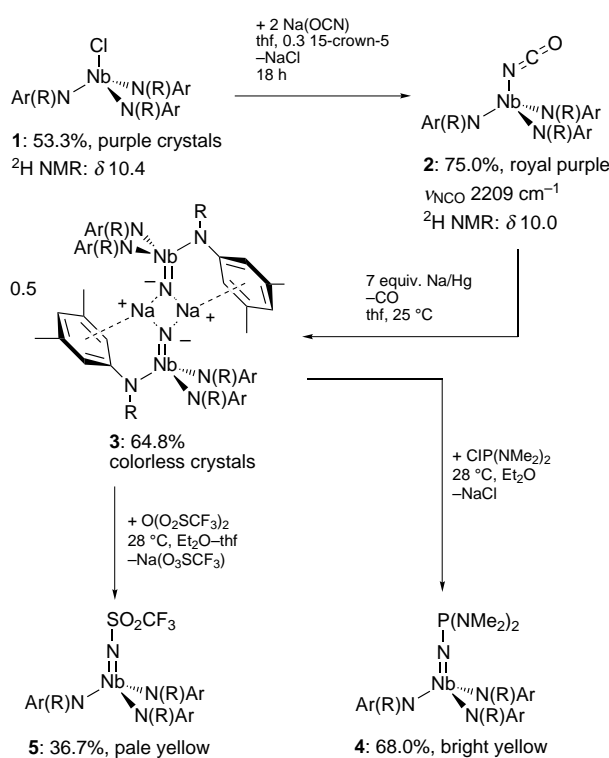 Cl
Nb
Ar(R)N
N(R)Ar
N(R)Ar
1: 53.3%, purple crystals
²H NMR: δ 10.4
+ 2 Na(OCN)
thf, 0.3 15-crown-5
–NaCl
18 h
O
C
N
Nb
Ar(R)N
N(R)Ar
N(R)Ar
2: 75.0%, royal purple
νNCO 2209 cm⁻¹
²H NMR: δ 10.0
7 equiv. Na/Hg
–CO
thf, 25 °C
0.5
R
Ar(R)N
Ar(R)N
Nb
N
–
N
+
Na
Na
+
N
–
Nb
N(R)Ar
N(R)Ar
N
R
3: 64.8%
colorless crystals
+ ClP(NMe₂)₂
28 °C, Et₂O
–NaCl
+ O(O₂SCF₃)₂
28 °C, Et₂O–thf
–Na(O₃SCF₃)
SO₂CF₃
N
Nb
Ar(R)N
N(R)Ar
N(R)Ar
5: 36.7%, pale yellow
P(NMe₂)₂
N
Nb
Ar(R)N
N(R)Ar
N(R)Ar
4: 68.0%, bright yellow